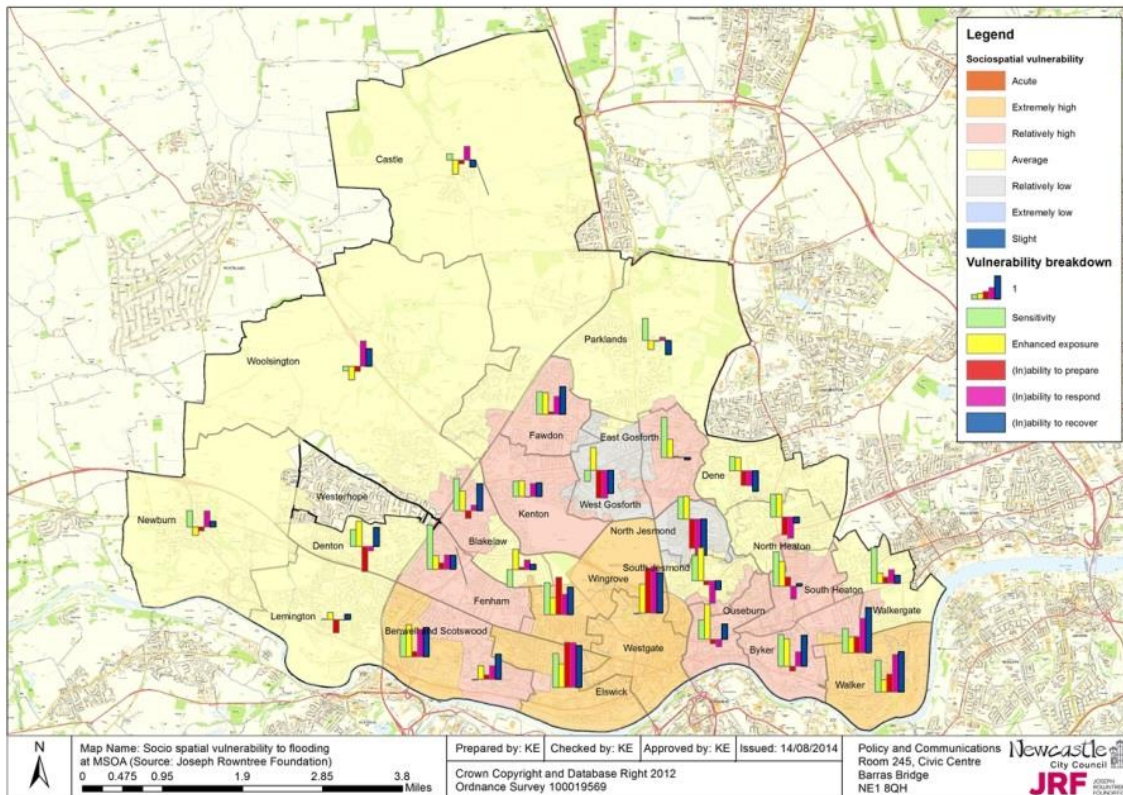 Legend
Sociospatial vulnerability
Acute
Extremely high
Relatively high
Average
Relatively low
Extremely low
Slight
Vulnerability breakdown
1
Sensitivity
Enhanced exposure
(In)ability to prepare
(In)ability to respond
(In)ability to recover
Castle
Woolsington
Parklands
Fawdon
East Gosforth
Dene
West Gosforth
Westerhope
Newburn
Kenton
Denton
Blakelaw
North Jesmond
North Heaton
Wingrove
South Jesmond
Fenham
Ouseburn
South Heaton
Walkergate
Lemington
Benwell and Scotswood
Westgate
Byker
Elswick
Walker
N
Map Name: Socio spatial vulnerability to flooding
at MSOA (Source: Joseph Rowntree Foundation)
0 0.475 0.95 1.9 2.85 3.8
Miles
Prepared by: KE
Checked by: KE
Approved by: KE
Issued: 14/08/2014
Crown Copyright and Database Right 2012
Ordnance Survey 100019569
Policy and Communications
Room 245, Civic Centre
Barras Bridge
NE1 8QH
Newcastle
City Council
JRF
JOSEPH
ROWNTREE
FOUNDATION